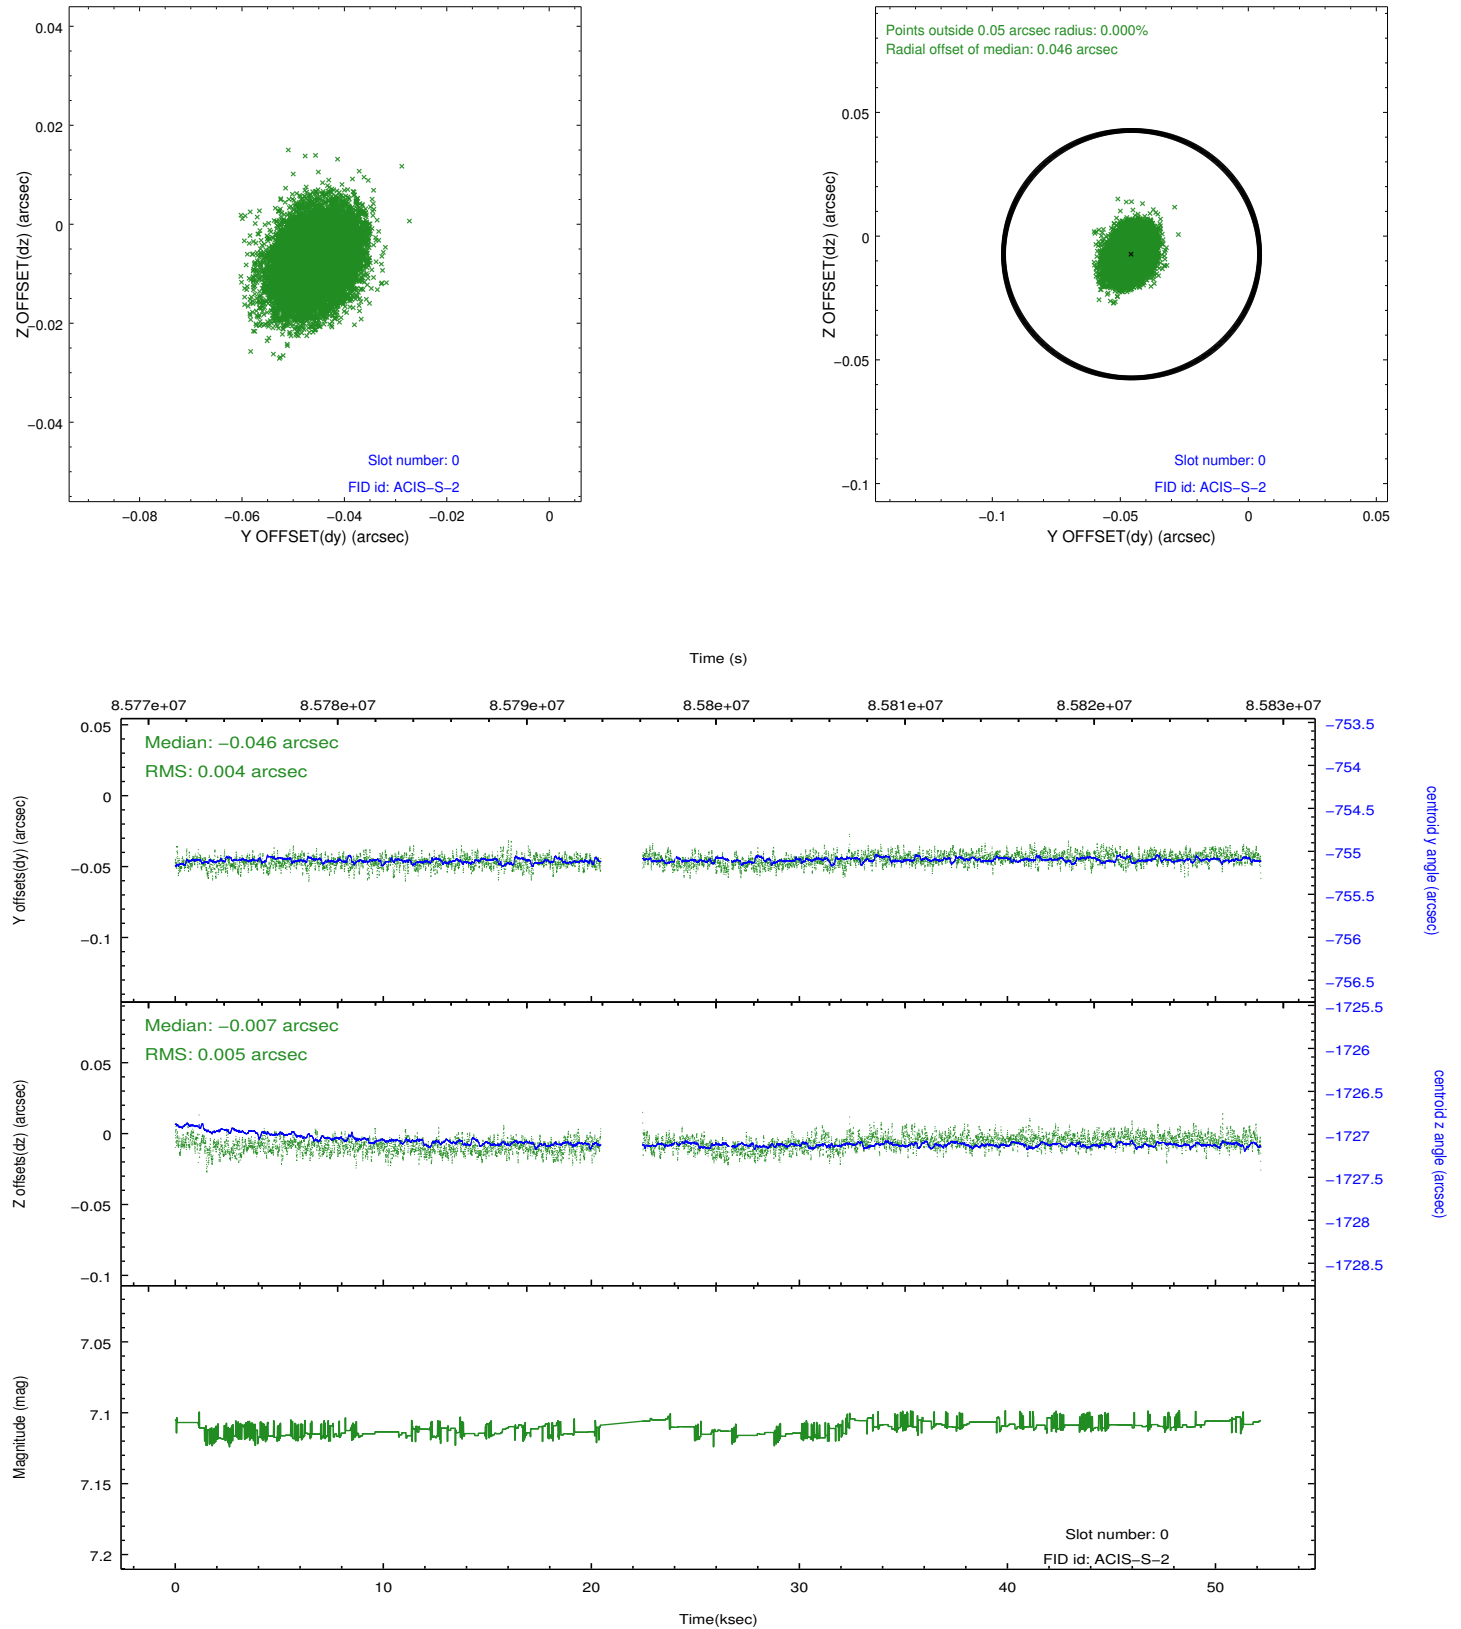 0.04
0.02
0
−0.02
−0.04
Z OFFSET(dz) (arcsec)
Slot number: 0
FID id: ACIS−S−2
−0.08
−0.06
−0.04
−0.02
0
Y OFFSET(dy) (arcsec)
Points outside 0.05 arcsec radius: 0.000%
Radial offset of median: 0.046 arcsec
0.05
0
−0.05
−0.1
Z OFFSET(dz) (arcsec)
Slot number: 0
FID id: ACIS−S−2
−0.1
−0.05
0
0.05
Y OFFSET(dy) (arcsec)
Time (s)
8.577e+07
8.578e+07
8.579e+07
8.58e+07
8.581e+07
8.582e+07
8.583e+07
Median: −0.046 arcsec
RMS: 0.004 arcsec
0.05
0
−0.05
−0.1
Y offsets(dy) (arcsec)
−753.5
−754
−754.5
−755
−755.5
−756
−756.5
centroid y angle (arcsec)
Median: −0.007 arcsec
RMS: 0.005 arcsec
0.05
0
−0.05
−0.1
Z offsets(dz) (arcsec)
−1725.5
−1726
−1726.5
−1727
−1727.5
−1728
−1728.5
centroid z angle (arcsec)
7.05
7.1
7.15
7.2
Magnitude (mag)
Slot number: 0
FID id: ACIS−S−2
0
10
20
30
40
50
Time(ksec)